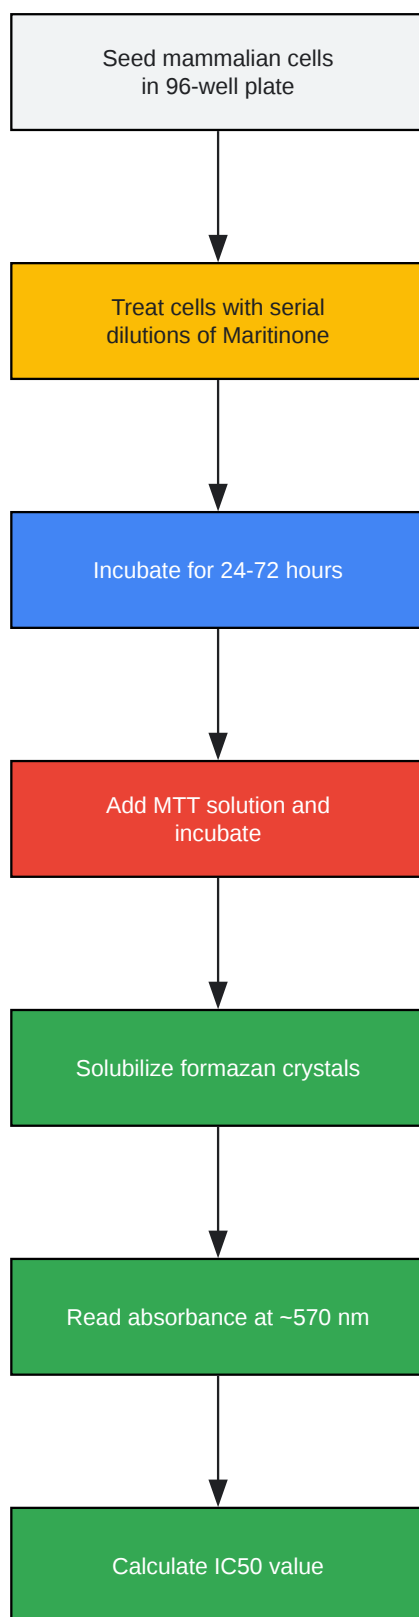 Seed mammalian cells
in 96-well plate
Treat cells with serial
dilutions of Maritinone
Incubate for 24-72 hours
Add MTT solution and
incubate
Solubilize formazan crystals
Read absorbance at ~570 nm
Calculate IC50 value